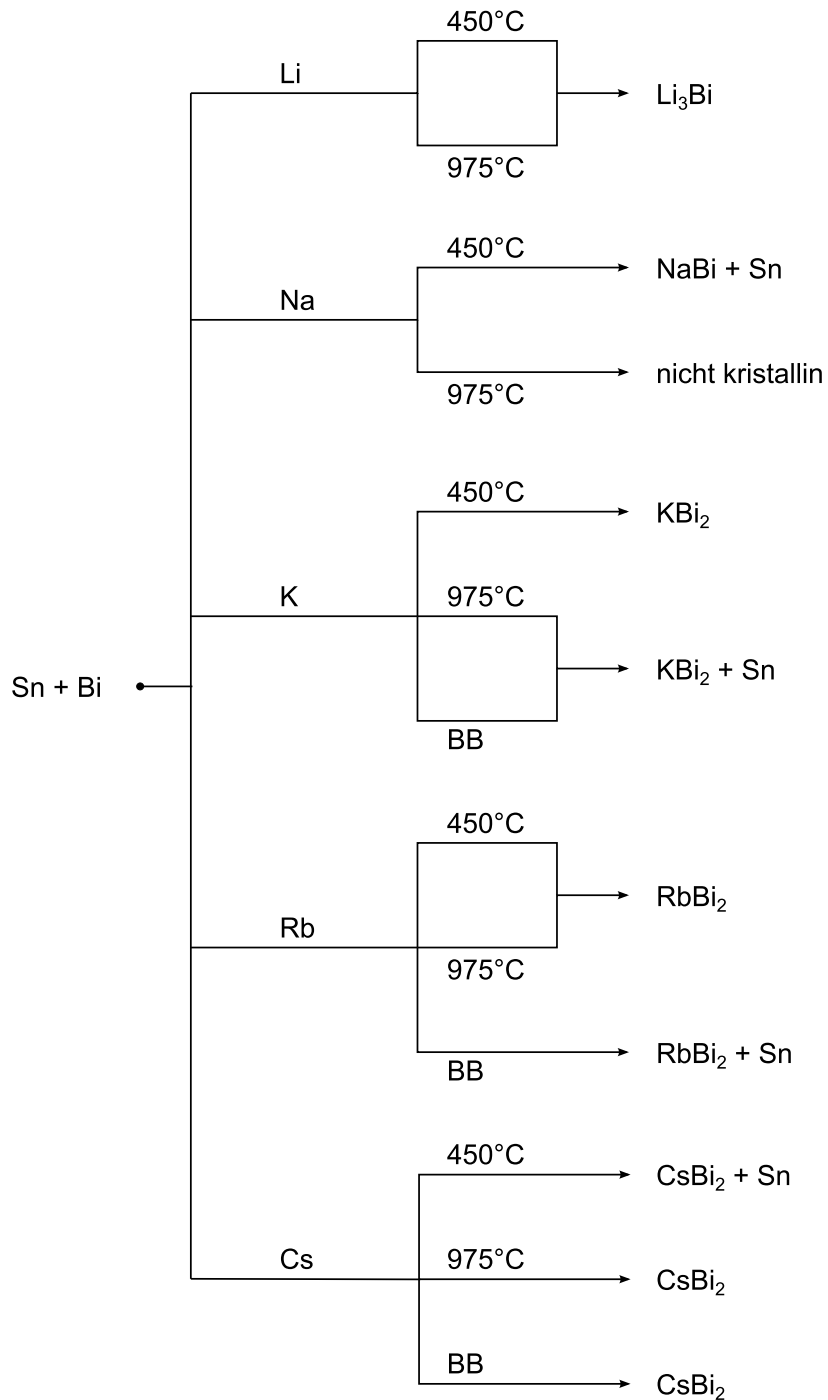 450°C
Li
Li₃Bi
975°C
450°C
NaBi + Sn
Na
nicht kristallin
975°C
450°C
KBi₂
K
975°C
KBi₂ + Sn
Sn + Bi
BB
450°C
RbBi₂
Rb
975°C
RbBi₂ + Sn
BB
450°C
CsBi₂ + Sn
Cs
975°C
CsBi₂
BB
CsBi₂